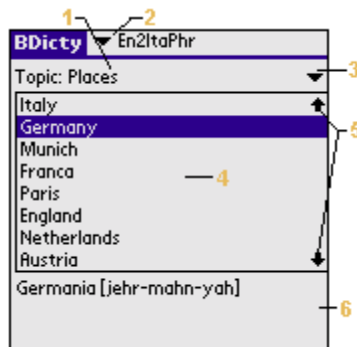 1 2
BDicty En2ItaPhr
Topic: Places 3
Italy
Germany 5
Munich
Franca 4
Paris
England
Netherlands
Austria
Germania [jehr-mahn-yah]
6